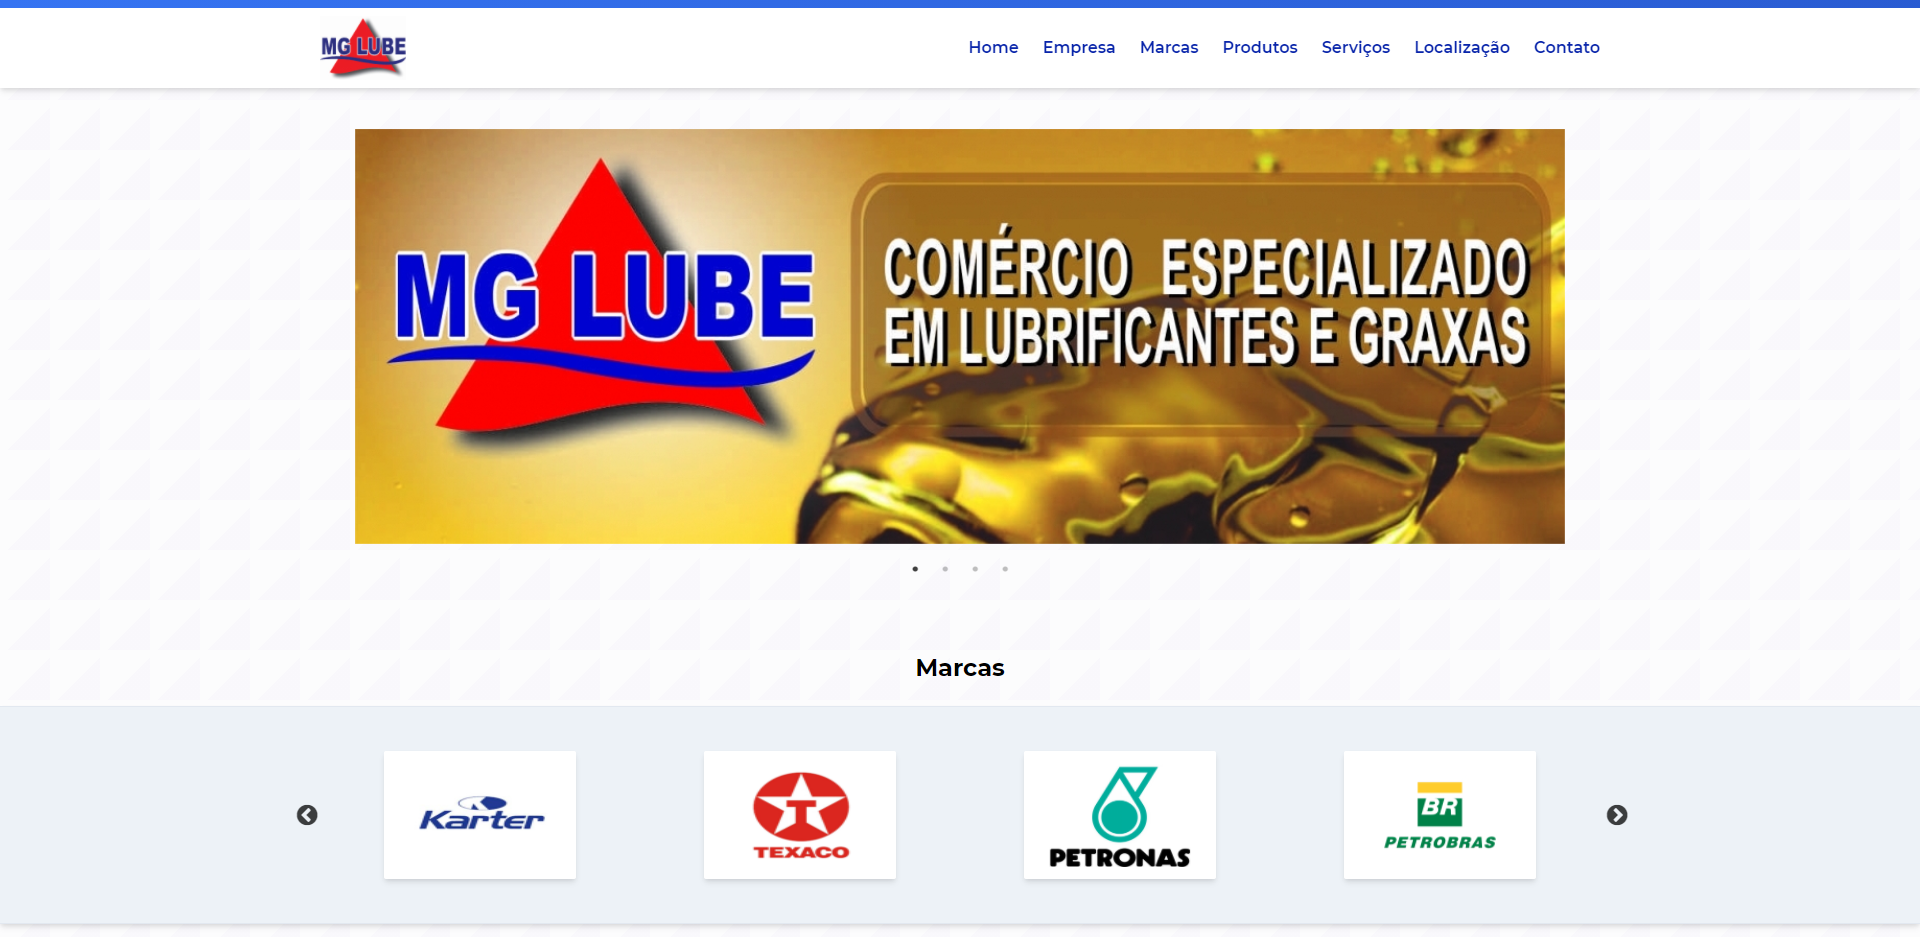 MG LUBE
Home Empresa Marcas Produtos Serviços Localização Contato
MG LUBE
COMÉRCIO ESPECIALIZADO
EM LUBRIFICANTES E GRAXAS
Marcas
Karter
TEXACO
PETRONAS
BR
PETROBRAS